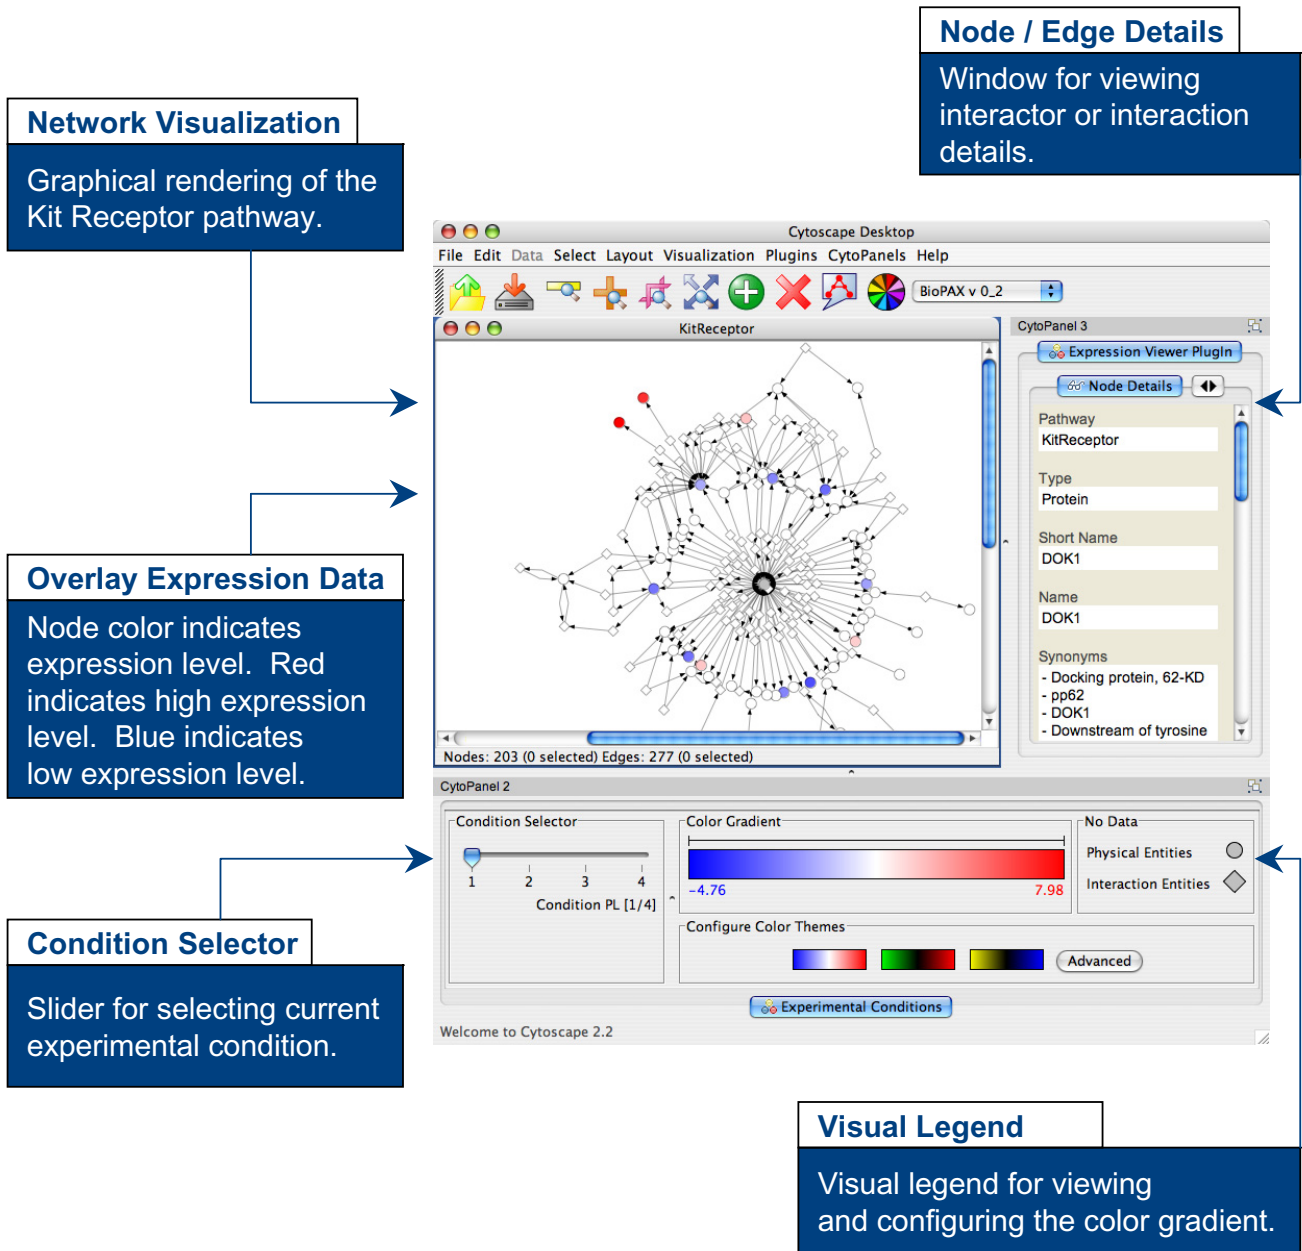 Node / Edge Details
Window for viewing
interactor or interaction
details.
Network Visualization
Graphical rendering of the
Kit Receptor pathway.
Cytoscape Desktop
File Edit Data Select Layout Visualization Plugins CytoPanels Help
BioPAX v 0_2
KitReceptor
CytoPanel 3
Expression Viewer PlugIn
Node Details
Pathway
KitReceptor
Type
Protein
Short Name
DOK1
Name
DOK1
Synonyms
- Docking protein, 62-KD
- pp62
- DOK1
- Downstream of tyrosine
Nodes: 203 (0 selected) Edges: 277 (0 selected)
Overlay Expression Data
Node color indicates
expression level. Red
indicates high expression
level. Blue indicates
low expression level.
CytoPanel 2
Condition Selector
1 2 3 4
Condition PL [1/4]
Color Gradient
-4.76 7.98
No Data
Physical Entities
Interaction Entities
Configure Color Themes
Advanced
Experimental Conditions
Welcome to Cytoscape 2.2
Condition Selector
Slider for selecting current
experimental condition.
Visual Legend
Visual legend for viewing
and configuring the color gradient.